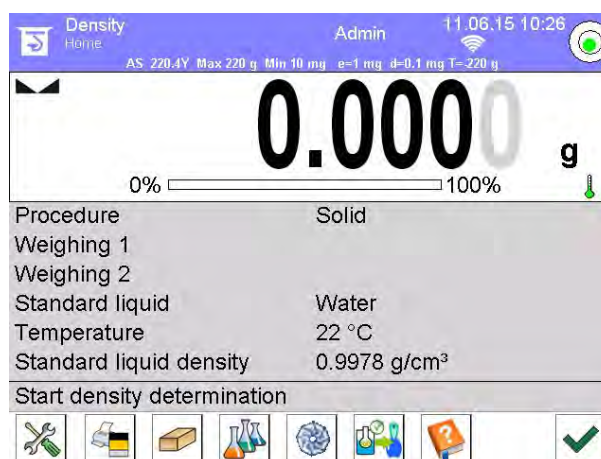 Density
Home
Admin
11.06.15 10:26
AS 220.4Y Max 220 g Min 10 mg e=1 mg d=0.1 mg T=-220 g
0.0000
g
0%
100%
Procedure Solid
Weighing 1
Weighing 2
Standard liquid Water
Temperature 22 °C
Standard liquid density 0.9978 g/cm³
Start density determination